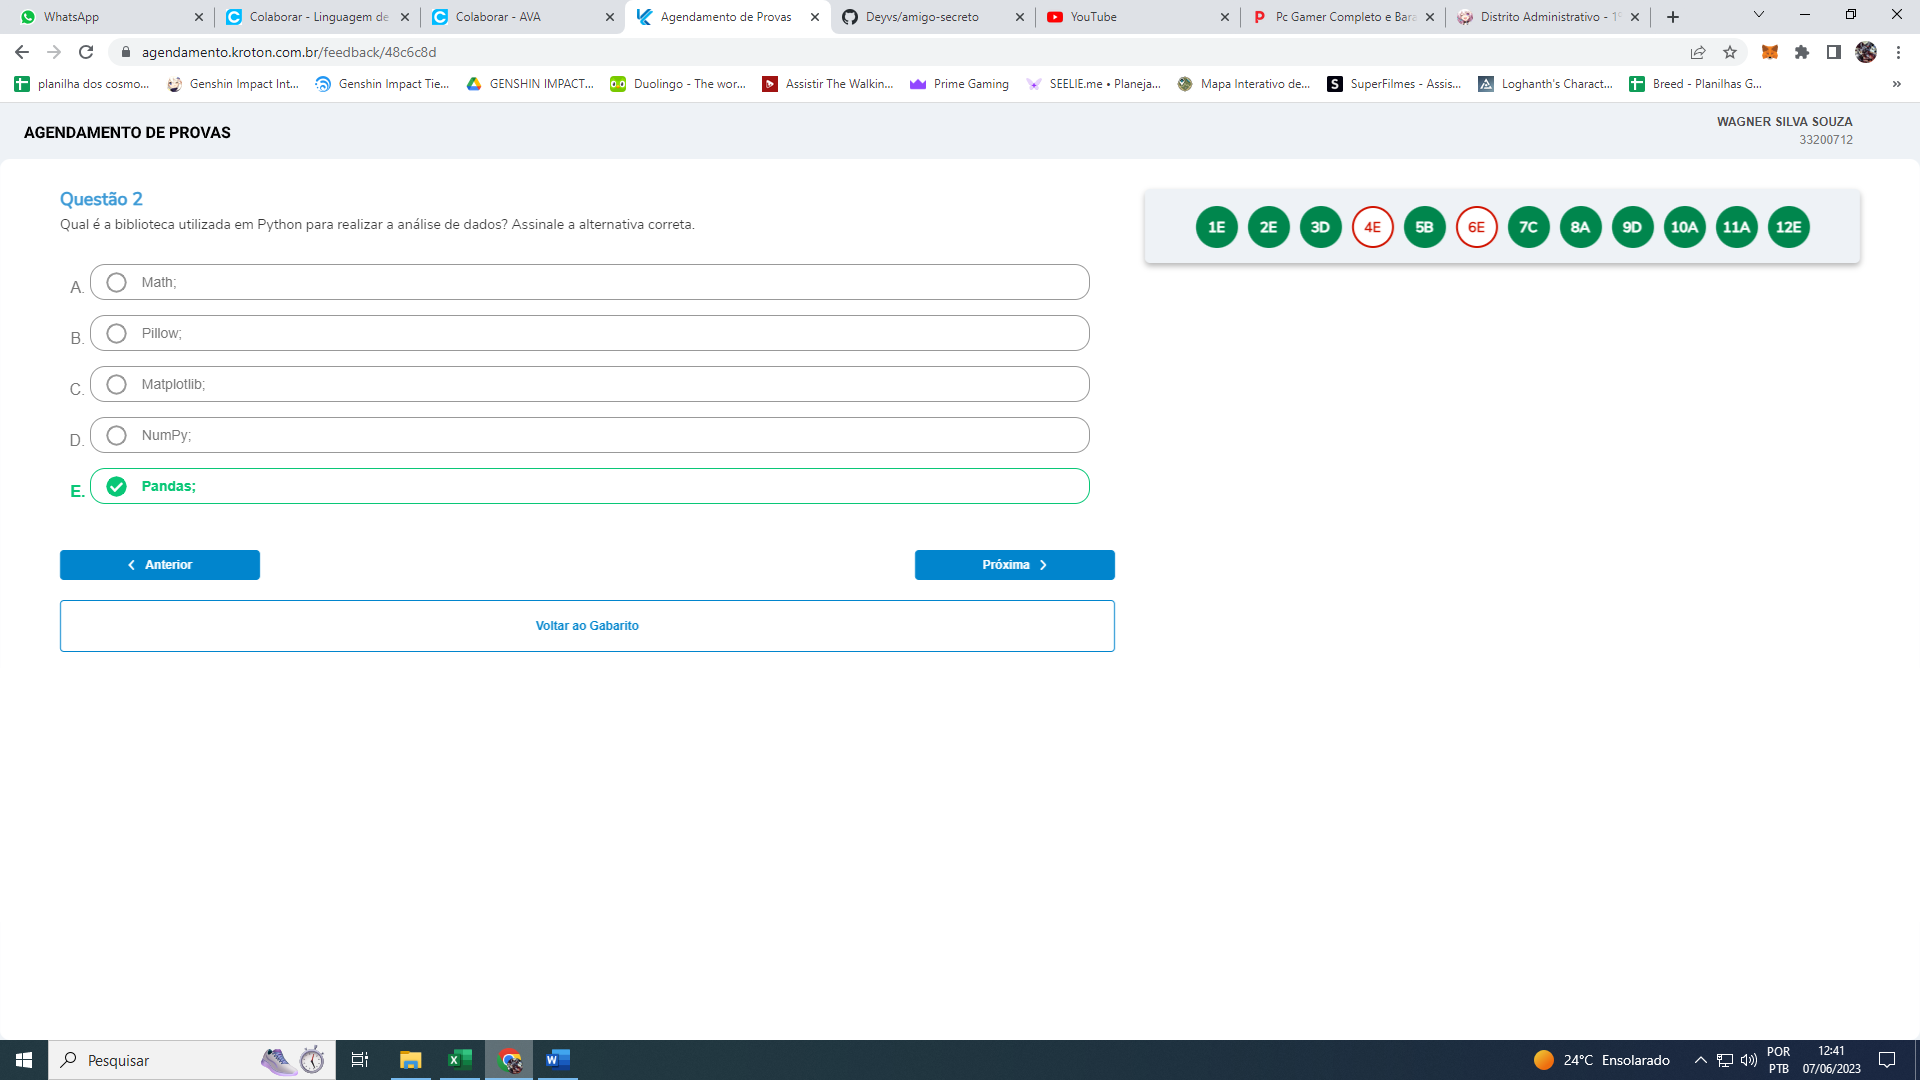 WhatsApp
Colaborar - Linguagem de
Colaborar - AVA
Agendamento de Provas
Deyvs/amigo-secreto
YouTube
Pc Gamer Completo e Bara
Distrito Administrativo - 1º
agendamento.kroton.com.br/feedback/48c6c8d
planilha dos cosmo...
Genshin Impact Int...
Genshin Impact Tie...
GENSHIN IMPACT...
Duolingo - The wor...
Assistir The Walkin...
Prime Gaming
SEELIE.me • Planeja...
Mapa Interativo de...
SuperFilmes - Assis...
Loghanth's Charact...
Breed - Planilhas G...
»
AGENDAMENTO DE PROVAS
WAGNER SILVA SOUZA
33200712
Questão 2
Qual é a biblioteca utilizada em Python para realizar a análise de dados? Assinale a alternativa correta.
A. Math;
B. Pillow;
C. Matplotlib;
D. NumPy;
E. Pandas;
Anterior
Próxima
Voltar ao Gabarito
1E 2E 3D 4E 5B 6E 7C 8A 9D 10A 11A 12E
Pesquisar
24°C Ensolarado
POR
PTB
12:41
07/06/2023